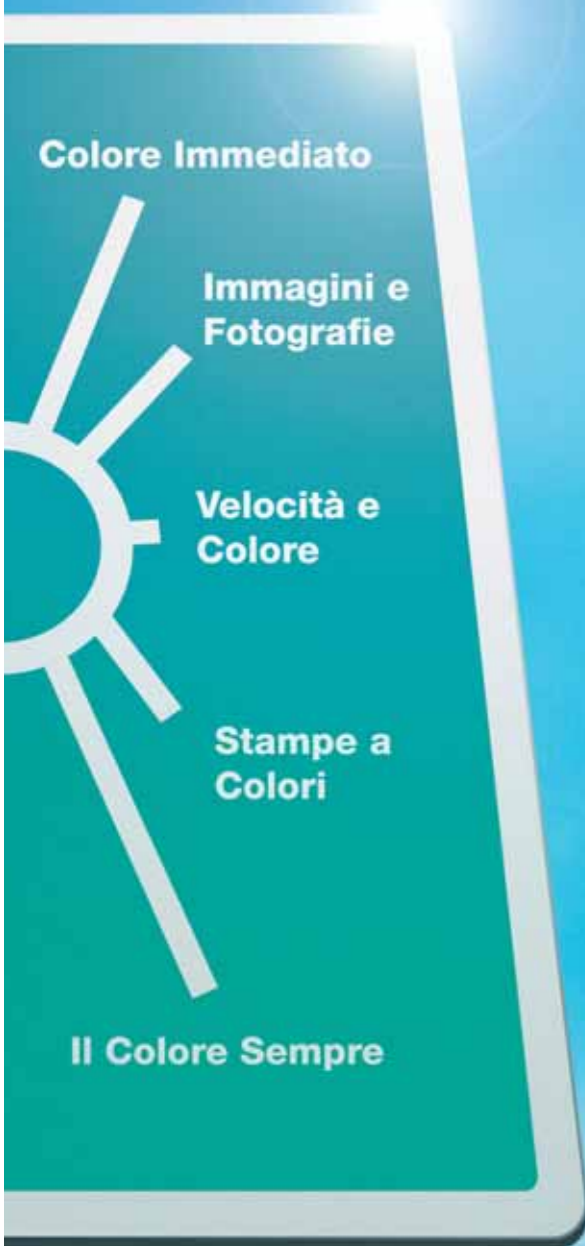 Colore Immediato
Immagini e
Fotografie
Velocità e
Colore
Stampe a
Colori
Il Colore Sempre